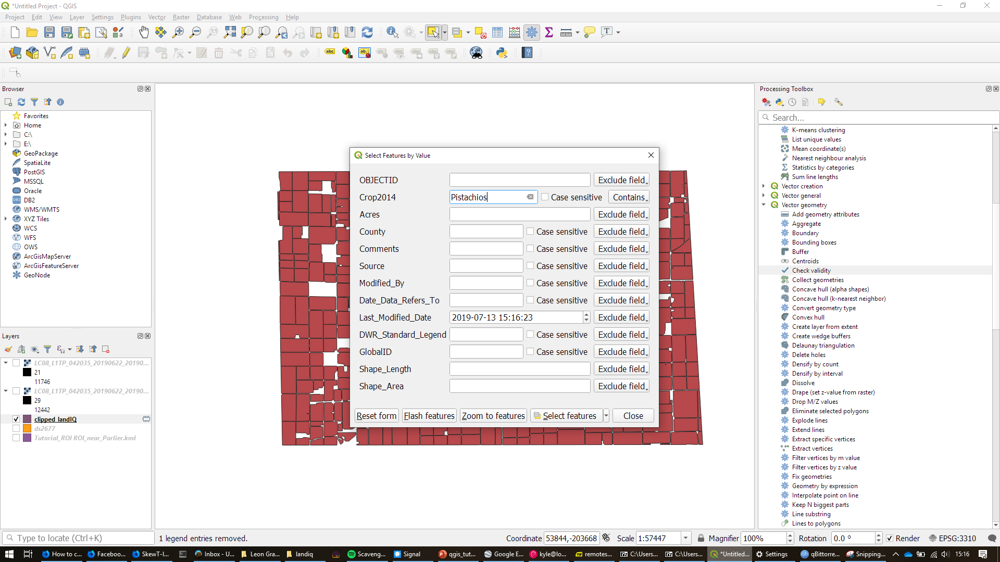 *Untitled Project - QGIS
Project Edit View Layer Settings Plugins Vector Raster Database Web Processing Help
Browser
Favorites
Home
C:\
E:\
GeoPackage
SpatiaLite
PostGIS
MSSQL
Oracle
DB2
WMS/WMTS
XYZ Tiles
WCS
WFS
OWS
ArcGisMapServer
ArcGisFeatureServer
GeoNode
Layers
LC08_L1TP_042035_20190622_20190...
21
11746
LC08_L1TP_042035_20190622_20190...
29
12442
clipped_landIQ
ds2677
Tutorial_ROI ROI_near_Parlier.kml
Select Features by Value
OBJECTID Exclude field
Crop2014 Pistachios Case sensitive Contains
Acres Exclude field
County Case sensitive Exclude field
Comments Case sensitive Exclude field
Source Case sensitive Exclude field
Modified_By Case sensitive Exclude field
Date_Data_Refers_To Case sensitive Exclude field
Last_Modified_Date 2019-07-13 15:16:23 Exclude field
DWR_Standard_Legend Case sensitive Exclude field
GlobalID Case sensitive Exclude field
Shape_Length Exclude field
Shape_Area Exclude field
Reset form Flash features Zoom to features Select features Close
Processing Toolbox
Search...
K-means clustering
List unique values
Mean coordinate(s)
Nearest neighbour analysis
Statistics by categories
Sum line lengths
Vector creation
Vector general
Vector geometry
Add geometry attributes
Aggregate
Boundary
Bounding boxes
Buffer
Centroids
Check validity
Collect geometries
Concave hull (alpha shapes)
Concave hull (k-nearest neighbor)
Convert geometry type
Convex hull
Create layer from extent
Create wedge buffers
Delaunay triangulation
Delete holes
Densify by count
Densify by interval
Dissolve
Drape (set z-value from raster)
Drop M/Z values
Eliminate selected polygons
Explode lines
Extend lines
Extract specific vertices
Extract vertices
Filter vertices by m value
Filter vertices by z value
Fix geometries
Geometry by expression
Interpolate point on line
Keep N biggest parts
Line substring
Lines to polygons
Type to locate (Ctrl+K) 1 legend entries removed. Coordinate 53844,-203668 Scale 1:57447 Magnifier 100% Rotation 0.0 ° Render EPSG:3310
How to c... Faceboo... SkewT-I... Inbox - U... Leon Gra... landiq Scaveng... Signal qgis_tut... Google E... kyle@lo... remotes... C:\Users... C:\Users... *Untitled... Settings qBittorre... Snipping... 15:16